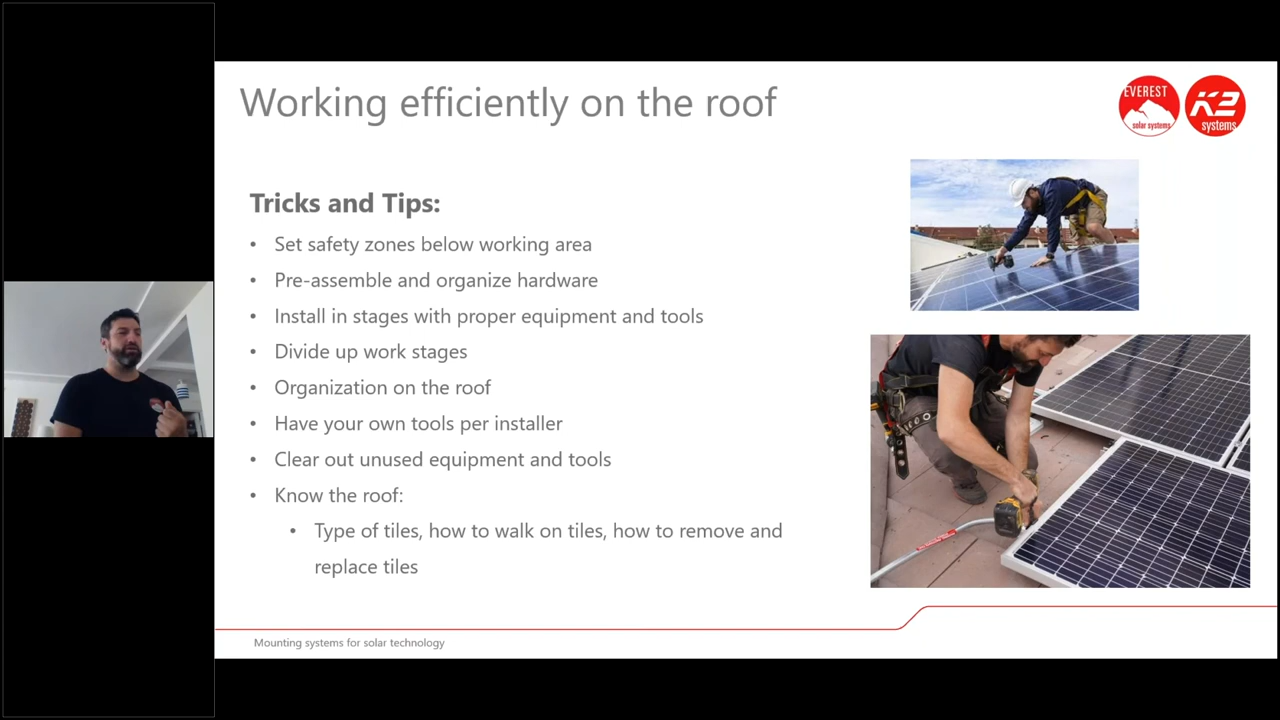 Working efficiently on the roof
EVEREST
solar systems
K2
systems
Tricks and Tips:
• Set safety zones below working area
• Pre-assemble and organize hardware
• Install in stages with proper equipment and tools
• Divide up work stages
• Organization on the roof
• Have your own tools per installer
• Clear out unused equipment and tools
• Know the roof:
• Type of tiles, how to walk on tiles, how to remove and
replace tiles
Mounting systems for solar technology